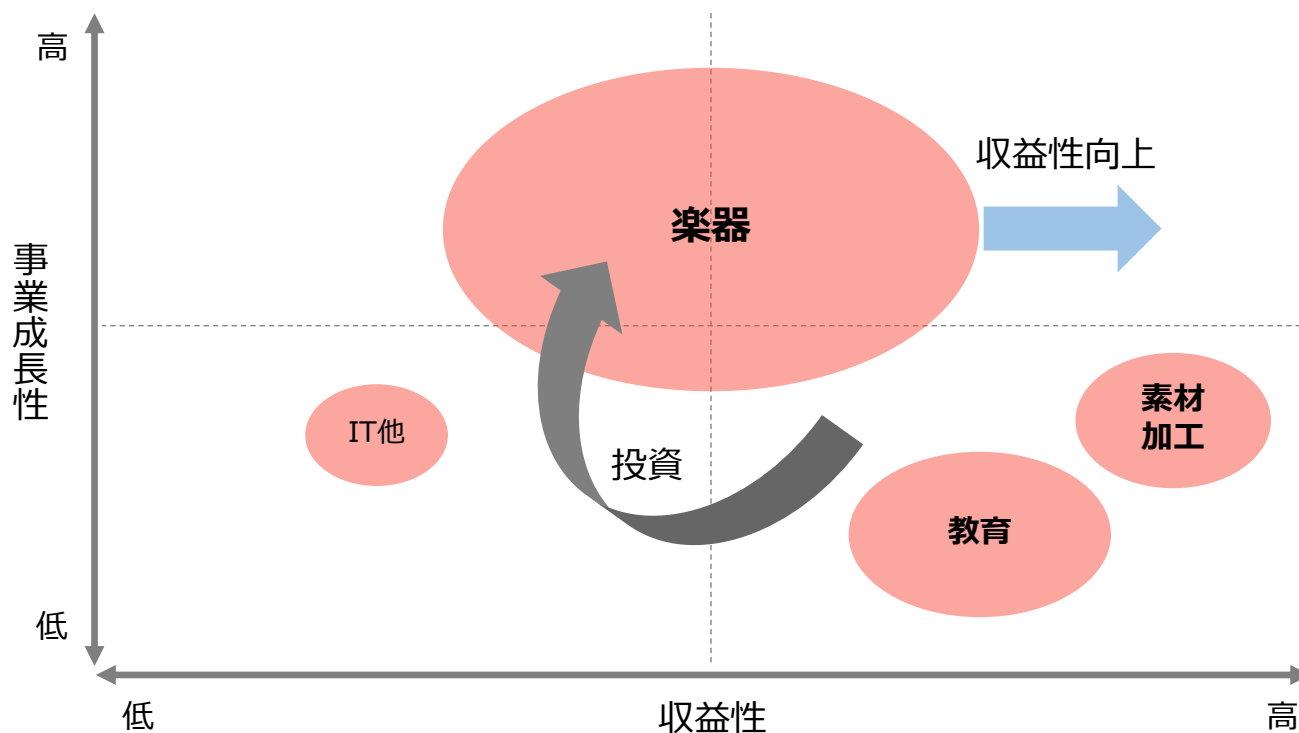 高
収益性向上
楽器
事業成長性
素材
加工
IT他
投資
教育
低
低
収益性
高